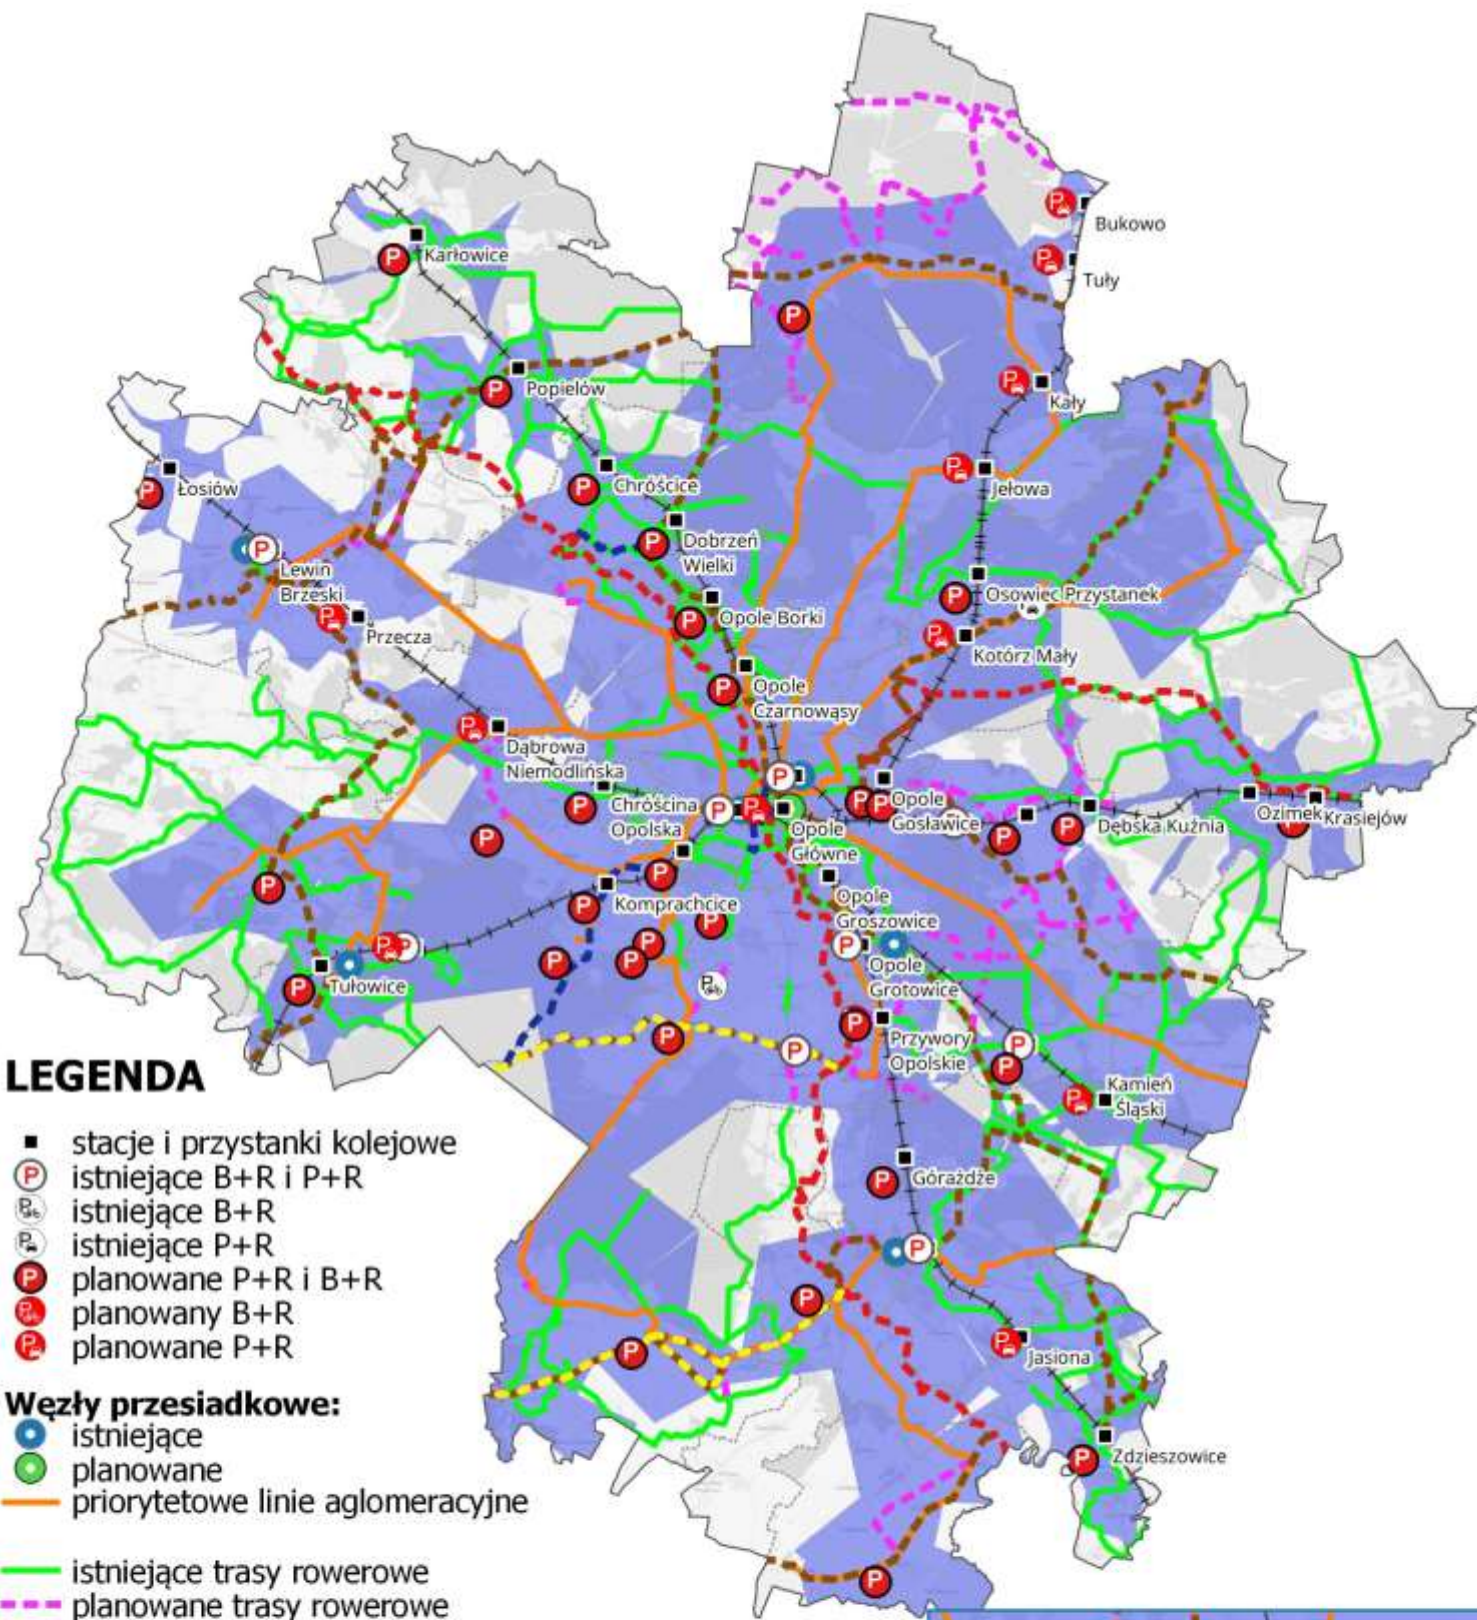 Bukowo
Tuły
Karłowice
Popielów
Kały
Łosiów
Chróścice
Jełowa
Dobrzeń
Wielki
Lewin
Brzeski
Osowiec Przystanek
Opole Borki
Przecza
Kotórz Mały
Opole
Czarnowąsy
Dąbrowa
Niemodlińska
Chróścina
Opolska
Opole
Gosławice
Dębska Kuźnia
Ozimek
Krasiejów
Opole
Główne
Komprachcice
Opole
Groszowice
Opole
Grotowice
Tułowice
Przywory
Opolskie
Kamień
Śląski
Górażdże
Jasiona
Zdzieszowice
LEGENDA
stacje i przystanki kolejowe
P istniejące B+R i P+R
P istniejące B+R
P istniejące P+R
P planowane P+R i B+R
P planowany B+R
P planowane P+R
Węzły przesiadkowe:
istniejące
planowane
priorytetowe linie aglomeracyjne
istniejące trasy rowerowe
planowane trasy rowerowe